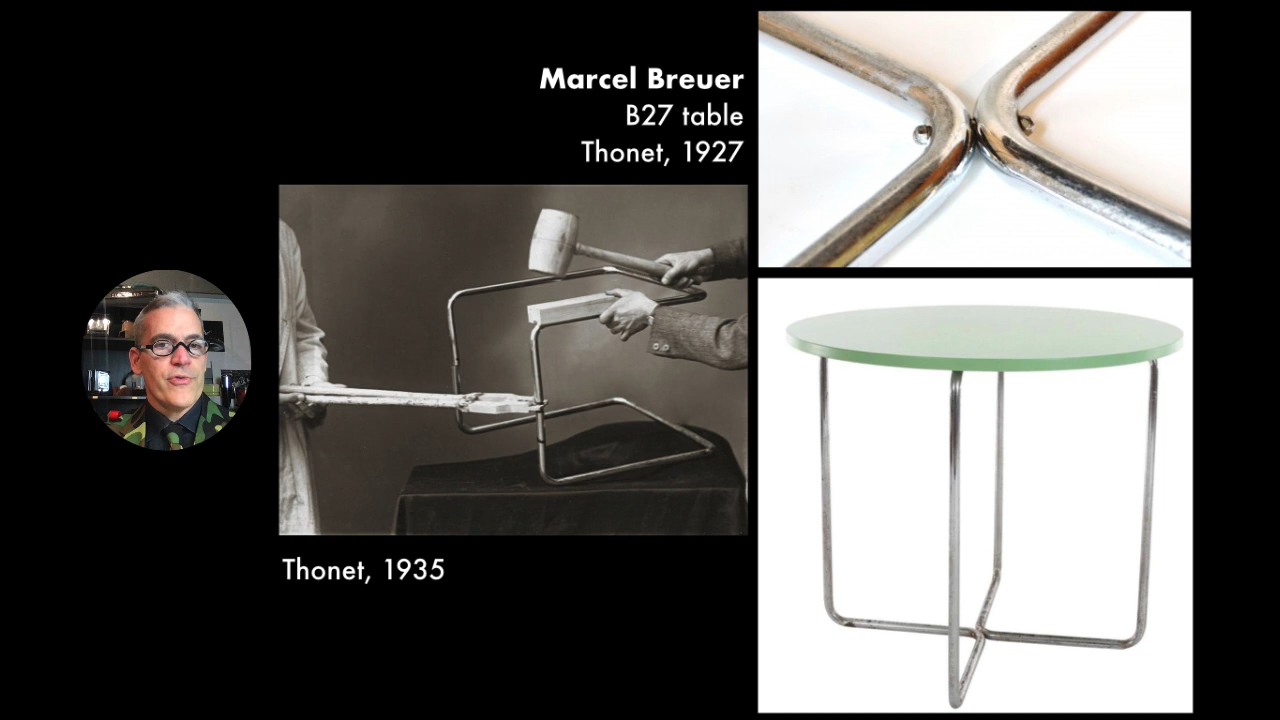 Marcel Breuer
B27 table
Thonet, 1927
Thonet, 1935